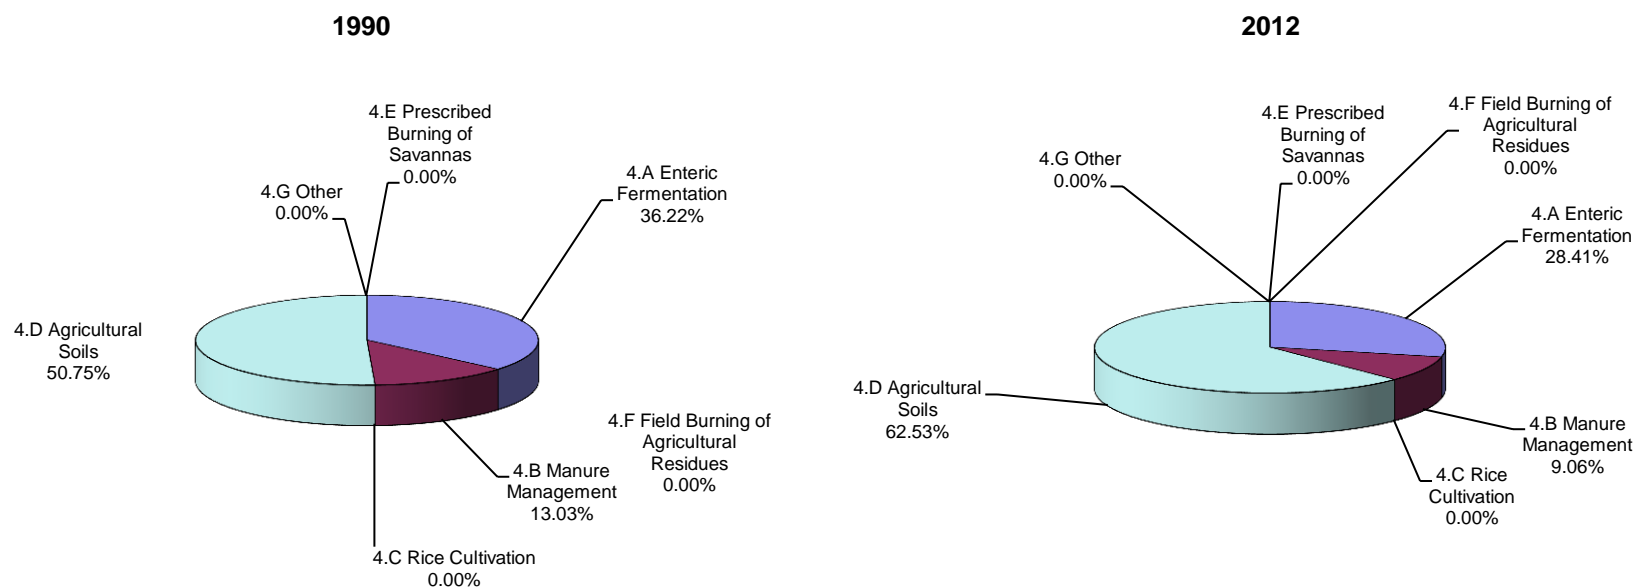 1990
4.E Prescribed
Burning of
Savannas
0.00%
4.G Other
0.00%
4.A Enteric
Fermentation
36.22%
4.D Agricultural
Soils
50.75%
4.F Field Burning of
Agricultural
Residues
0.00%
4.B Manure
Management
13.03%
4.C Rice Cultivation
0.00%
2012
4.F Field Burning of
Agricultural
Residues
0.00%
4.E Prescribed
Burning of
Savannas
0.00%
4.G Other
0.00%
4.A Enteric
Fermentation
28.41%
4.D Agricultural
Soils
62.53%
4.B Manure
Management
9.06%
4.C Rice
Cultivation
0.00%